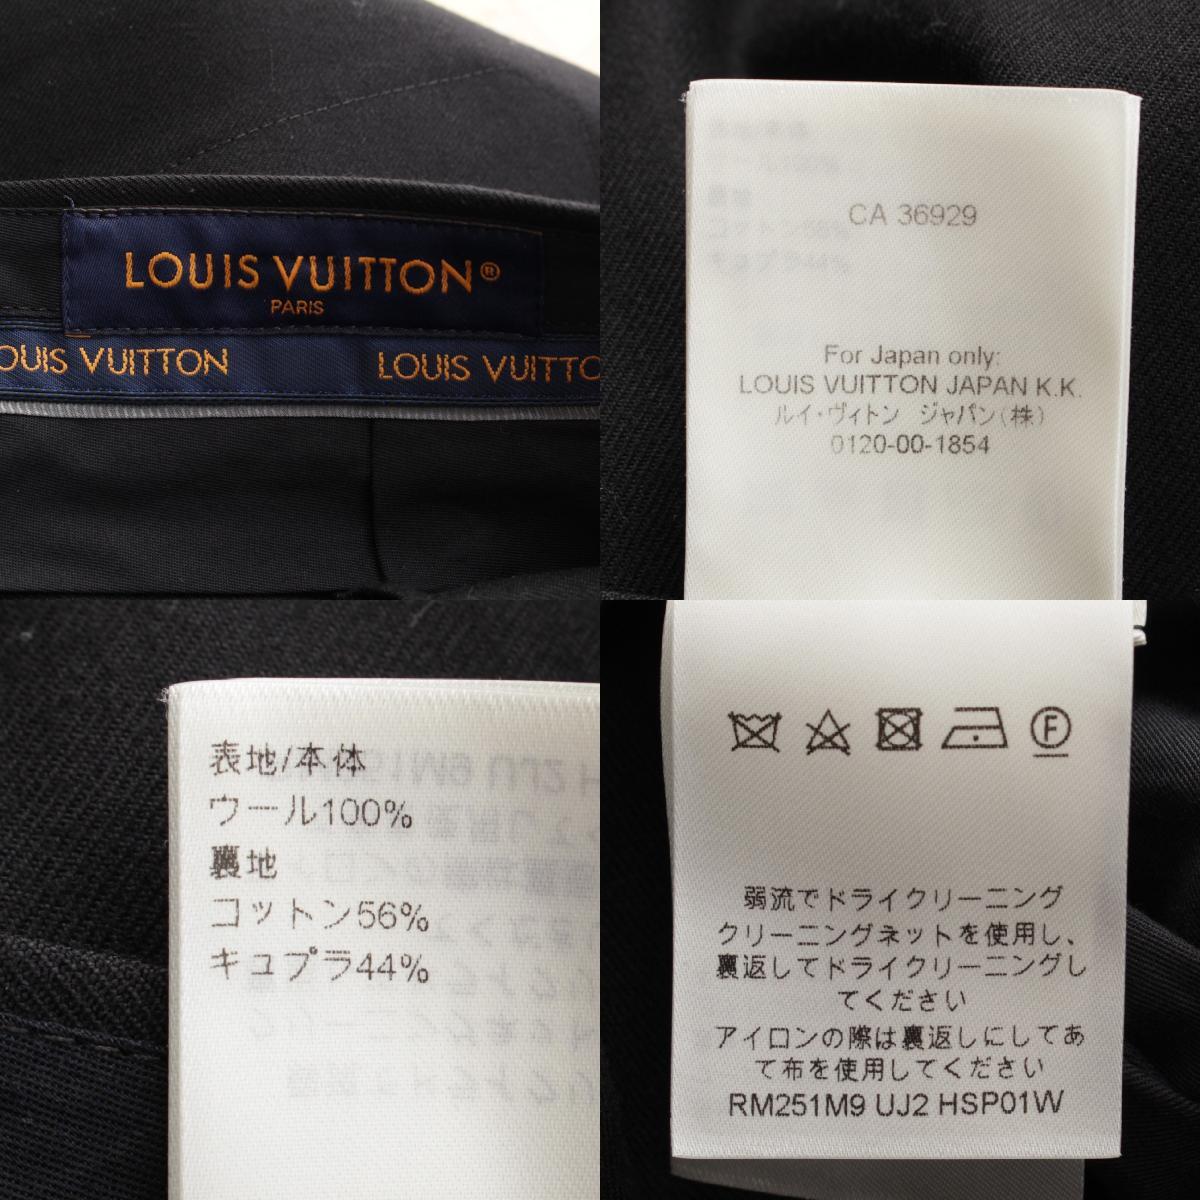 LOUIS VUITTON®
PARIS
OUIS VUITTON
LOUIS VUITTO
CA 36929
For Japan only:
LOUIS VUITTON JAPAN K.K.
ルイ・ヴィトン ジャパン(株)
0120-00-1854
表地/本体
ウール100%
裏地
コットン56%
キュプラ44%
F
弱流でドライクリーニング
クリーニングネットを使用し、
裏返してドライクリーニングし
てください
アイロンの際は裏返しにしてあ
て布を使用してください
RM251M9 UJ2 HSP01W